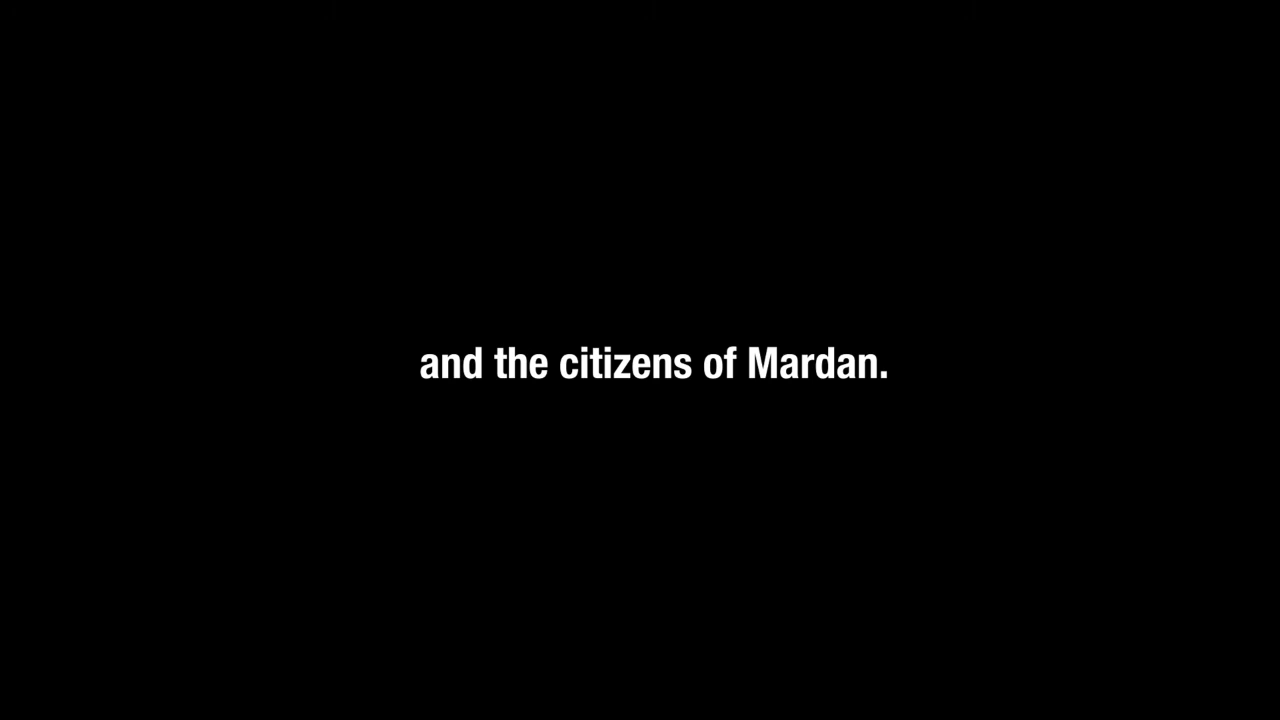 and the citizens of Mardan.